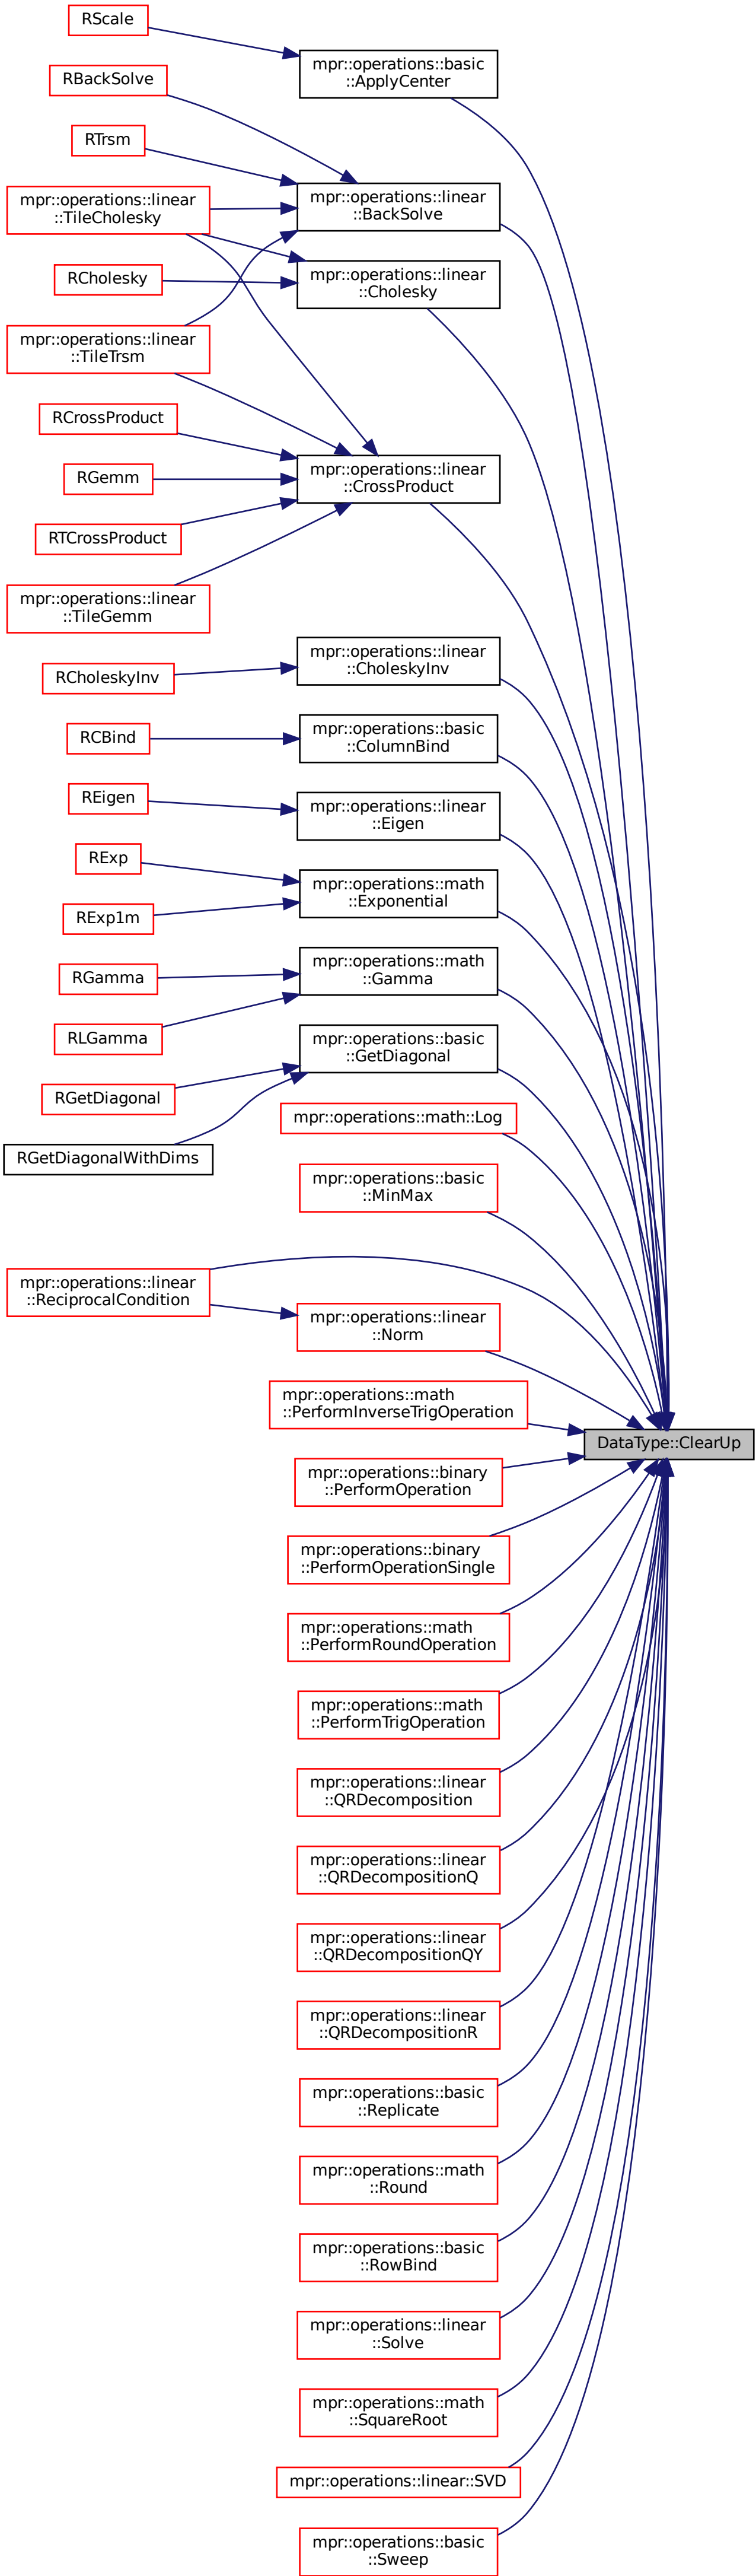 RScale
mpr::operations::basic
::ApplyCenter
RBackSolve
RTrsm
mpr::operations::linear
::TileCholesky
mpr::operations::linear
::BackSolve
RCholesky
mpr::operations::linear
::Cholesky
mpr::operations::linear
::TileTrsm
RCrossProduct
RGemm
mpr::operations::linear
::CrossProduct
RTCrossProduct
mpr::operations::linear
::TileGemm
RCholeskyInv
mpr::operations::linear
::CholeskyInv
RCBind
mpr::operations::basic
::ColumnBind
REigen
mpr::operations::linear
::Eigen
RExp
mpr::operations::math
::Exponential
RExp1m
RGamma
mpr::operations::math
::Gamma
RLGamma
mpr::operations::basic
::GetDiagonal
RGetDiagonal
RGetDiagonalWithDims
mpr::operations::math::Log
mpr::operations::basic
::MinMax
mpr::operations::linear
::ReciprocalCondition
mpr::operations::linear
::Norm
mpr::operations::math
::PerformInverseTrigOperation
DataType::ClearUp
mpr::operations::binary
::PerformOperation
mpr::operations::binary
::PerformOperationSingle
mpr::operations::math
::PerformRoundOperation
mpr::operations::math
::PerformTrigOperation
mpr::operations::linear
::QRDecomposition
mpr::operations::linear
::QRDecompositionQ
mpr::operations::linear
::QRDecompositionQY
mpr::operations::linear
::QRDecompositionR
mpr::operations::basic
::Replicate
mpr::operations::math
::Round
mpr::operations::basic
::RowBind
mpr::operations::linear
::Solve
mpr::operations::math
::SquareRoot
mpr::operations::linear::SVD
mpr::operations::basic
::Sweep